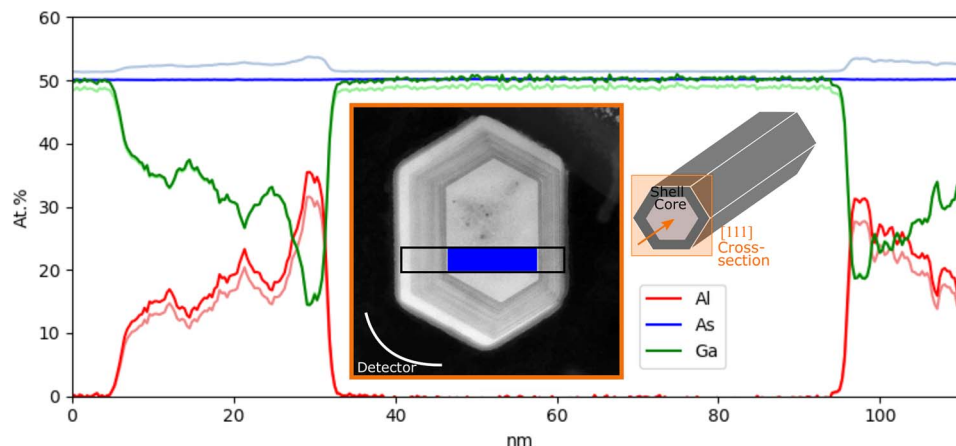 60
50
40
30
20
10
0
At.%
0
20
40
60
80
100
nm
Detector
Shell
Core
[111]
Cross-
section
Al
As
Ga